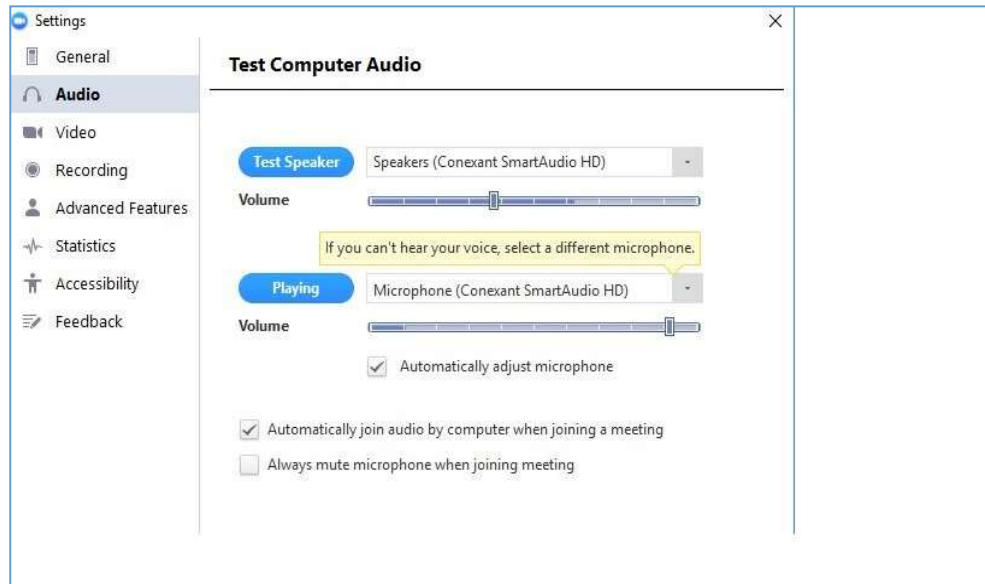 Settings
General
Audio
Video
Recording
Advanced Features
Statistics
Accessibility
Feedback
Test Computer Audio
Test Speaker
Speakers (Conexant SmartAudio HD)
Volume
If you can't hear your voice, select a different microphone.
Playing
Microphone (Conexant SmartAudio HD)
Volume
Automatically adjust microphone
Automatically join audio by computer when joining a meeting
Always mute microphone when joining meeting